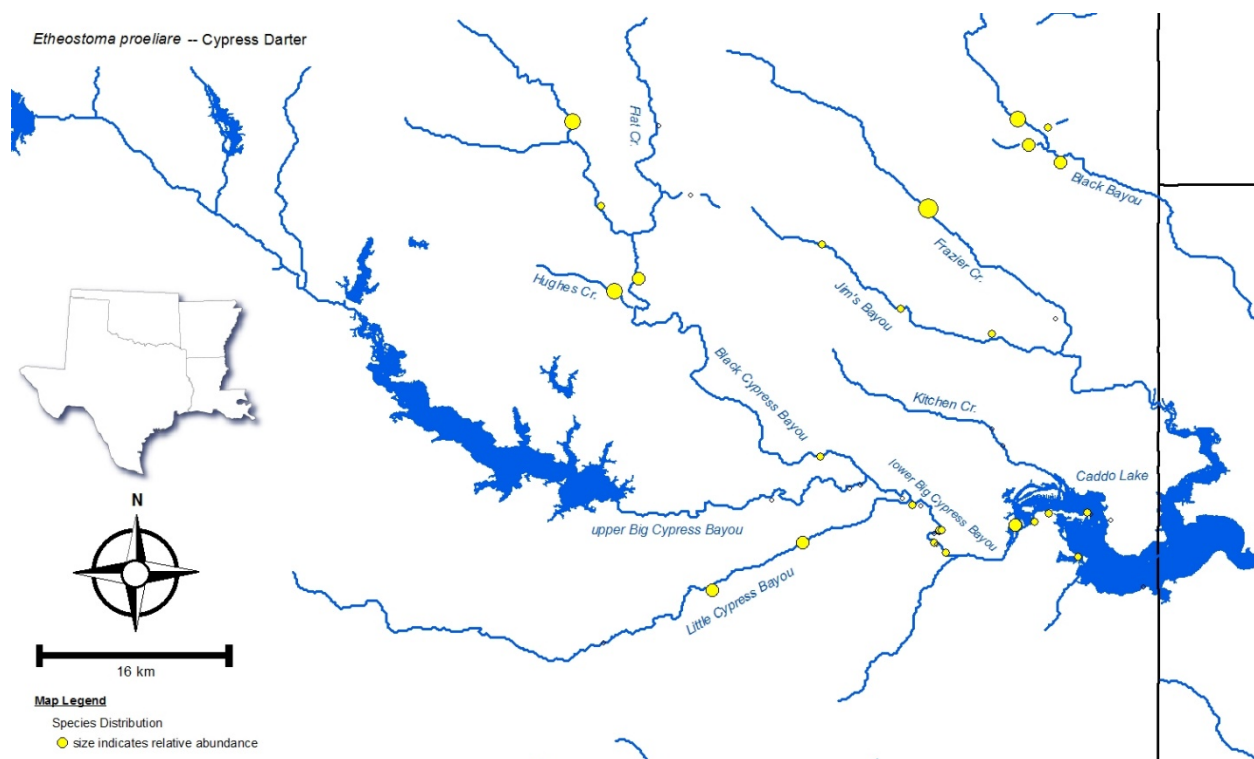 Etheostoma proeliare -- Cypress Darter
Flat Cr.
Black Bayou
Frazier Cr.
Hughes Cr.
Jim's Bayou
Black Cypress Bayou
Kitchen Cr.
lower Big Cypress Bayou
Caddo Lake
upper Big Cypress Bayou
Little Cypress Bayou
N
16 km
Map Legend
Species Distribution
size indicates relative abundance